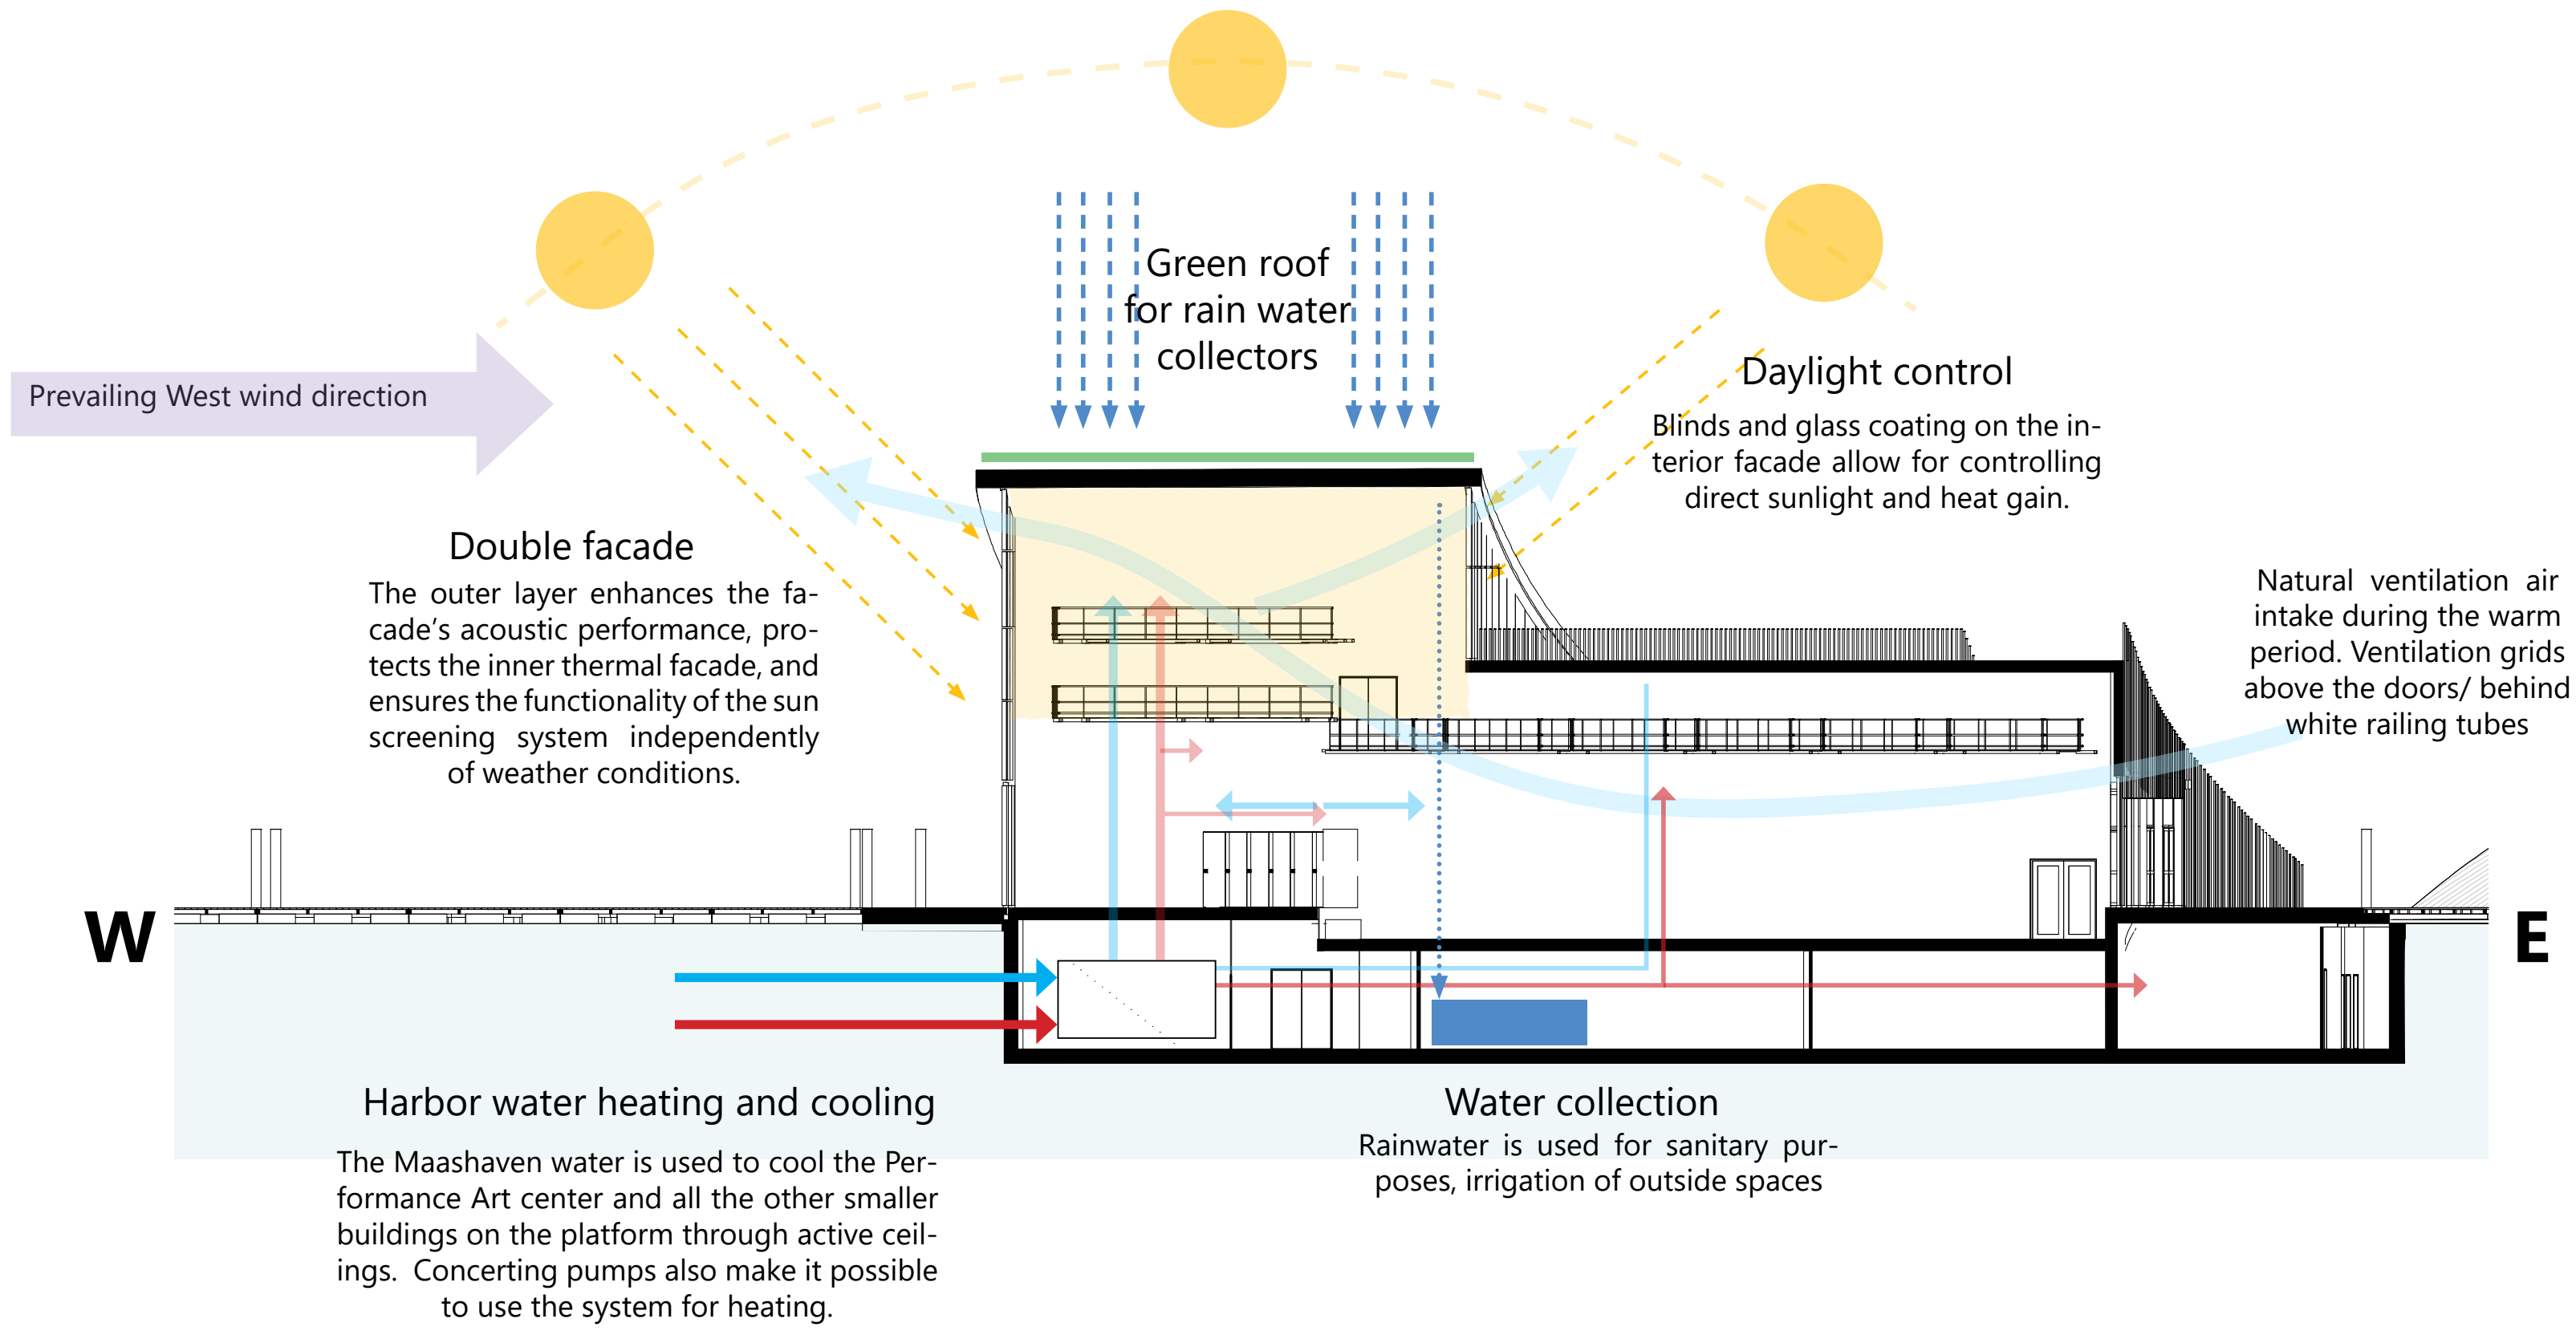 Green roof
for rain water
collectors
Prevailing West wind direction
Daylight control
Blinds and glass coating on the in-
terior facade allow for controlling
direct sunlight and heat gain.
Double facade
The outer layer enhances the fa-
cade's acoustic performance, pro-
tects the inner thermal facade, and
ensures the functionality of the sun
screening system independently
of weather conditions.
Natural ventilation air
intake during the warm
period. Ventilation grids
above the doors/ behind
white railing tubes
W
E
Harbor water heating and cooling
The Maashaven water is used to cool the Per-
formance Art center and all the other smaller
buildings on the platform through active ceil-
ings. Concerting pumps also make it possible
to use the system for heating.
Water collection
Rainwater is used for sanitary pur-
poses, irrigation of outside spaces